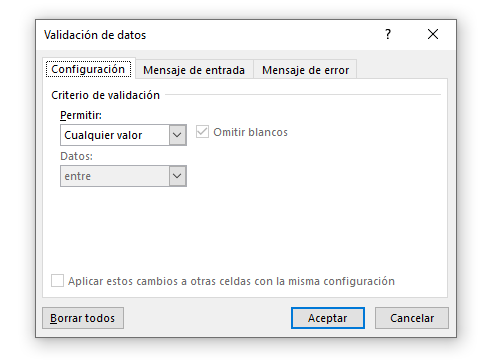 Validación de datos ?
Configuración Mensaje de entrada Mensaje de error
Criterio de validación
Permitir:
Cualquier valor Omitir blancos
Datos:
entre
Aplicar estos cambios a otras celdas con la misma configuración
Borrar todos Aceptar Cancelar